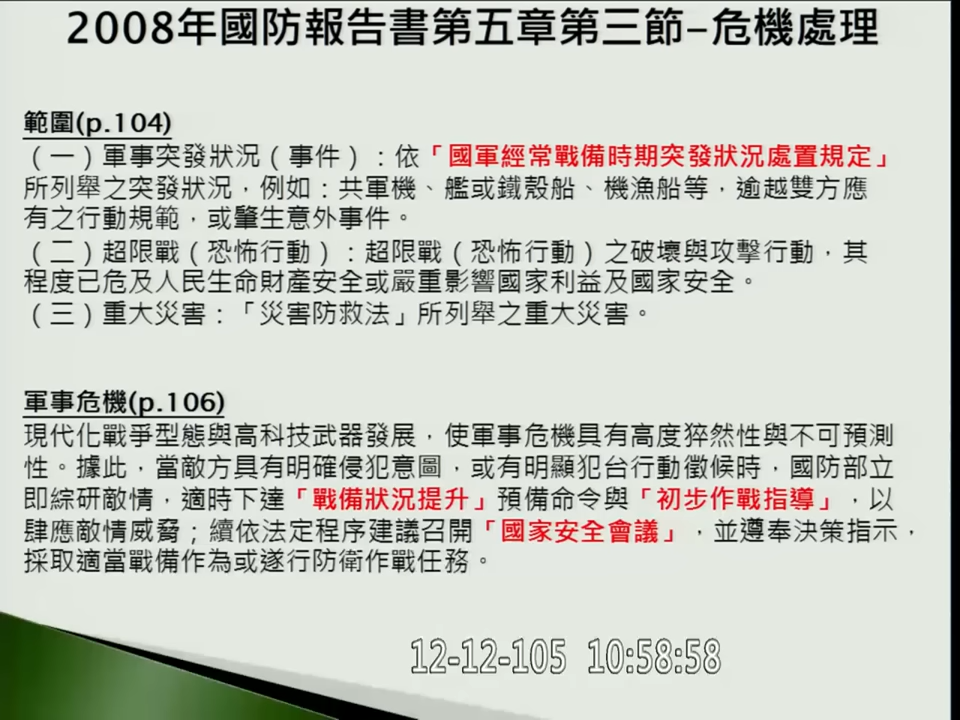 2008年國防報告書第五章第三節–危機處理
範圍(p.104)
（一）軍事突發狀況（事件）：依「國軍經常戰備時期突發狀況處置規定」
所列舉之突發狀況，例如：共軍機、艦或鐵殼船、機漁船等，逾越雙方應
有之行動規範，或肇生意外事件。
（二）超限戰（恐怖行動）：超限戰（恐怖行動）之破壞與攻擊行動，其
程度已危及人民生命財產安全或嚴重影響國家利益及國家安全。
（三）重大災害：「災害防救法」所列舉之重大災害。
軍事危機(p.106)
現代化戰爭型態與高科技武器發展，使軍事危機具有高度猝然性與不可預測
性。據此，當敵方具有明確侵犯意圖，或有明顯犯台行動徵候時，國防部立
即綜研敵情，適時下達「戰備狀況提升」預備命令與「初步作戰指導」，以
肆應敵情威脅；續依法定程序建議召開「國家安全會議」，並遵奉決策指示，
採取適當戰備作為或遂行防衛作戰任務。
12-12-105 10:58:58